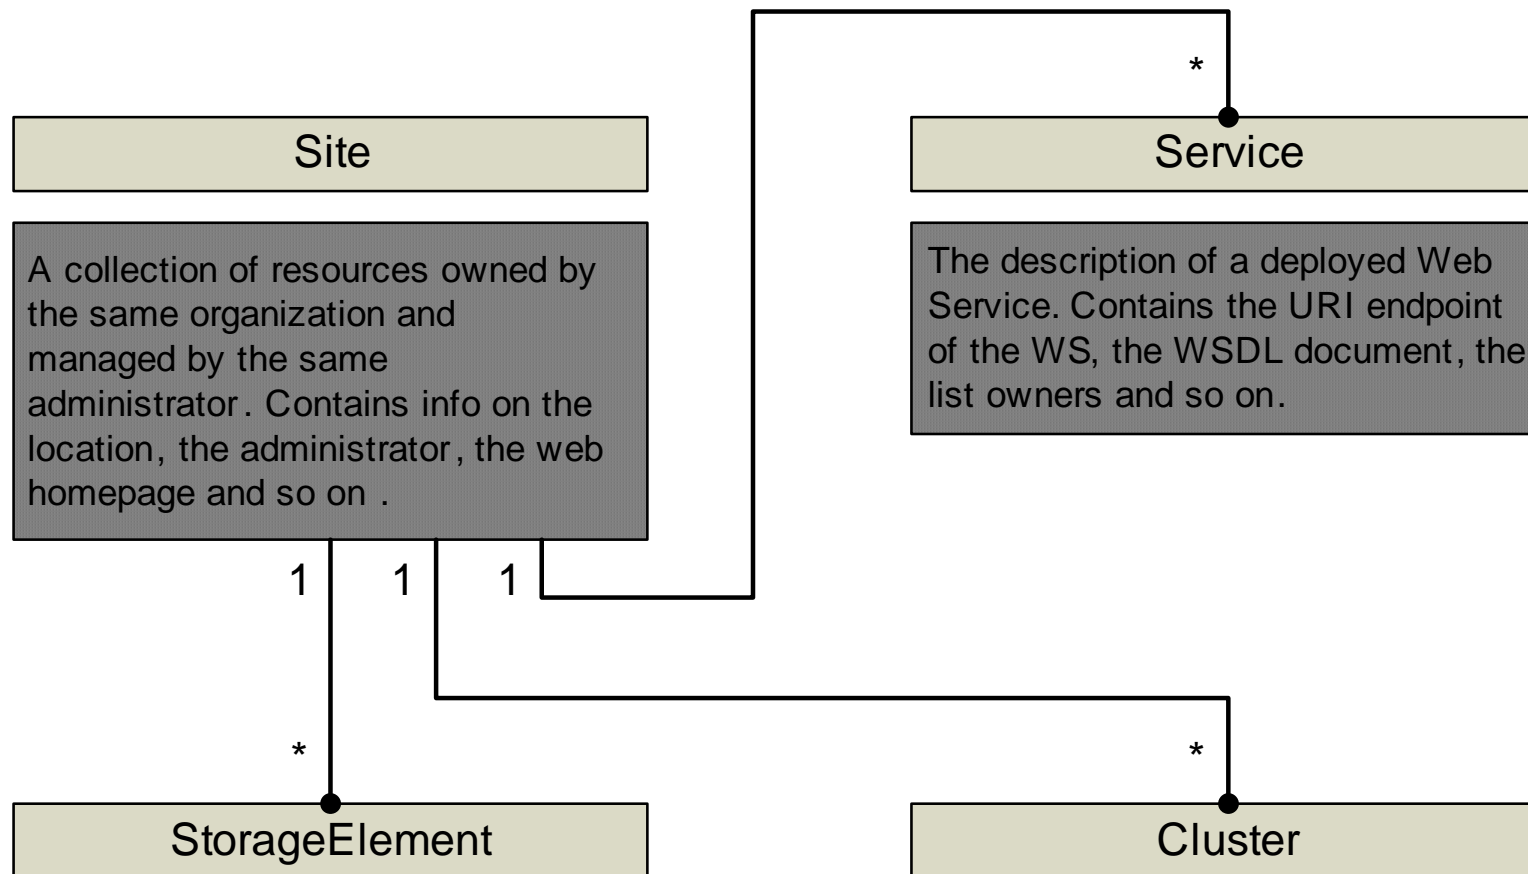 *
Site
Service
A collection of resources owned by
the same organization and
managed by the same
administrator. Contains info on the
location, the administrator, the web
homepage and so on .
The description of a deployed Web
Service. Contains the URI endpoint
of the WS, the WSDL document, the
list owners and so on.
1 1 1
* *
StorageElement
Cluster